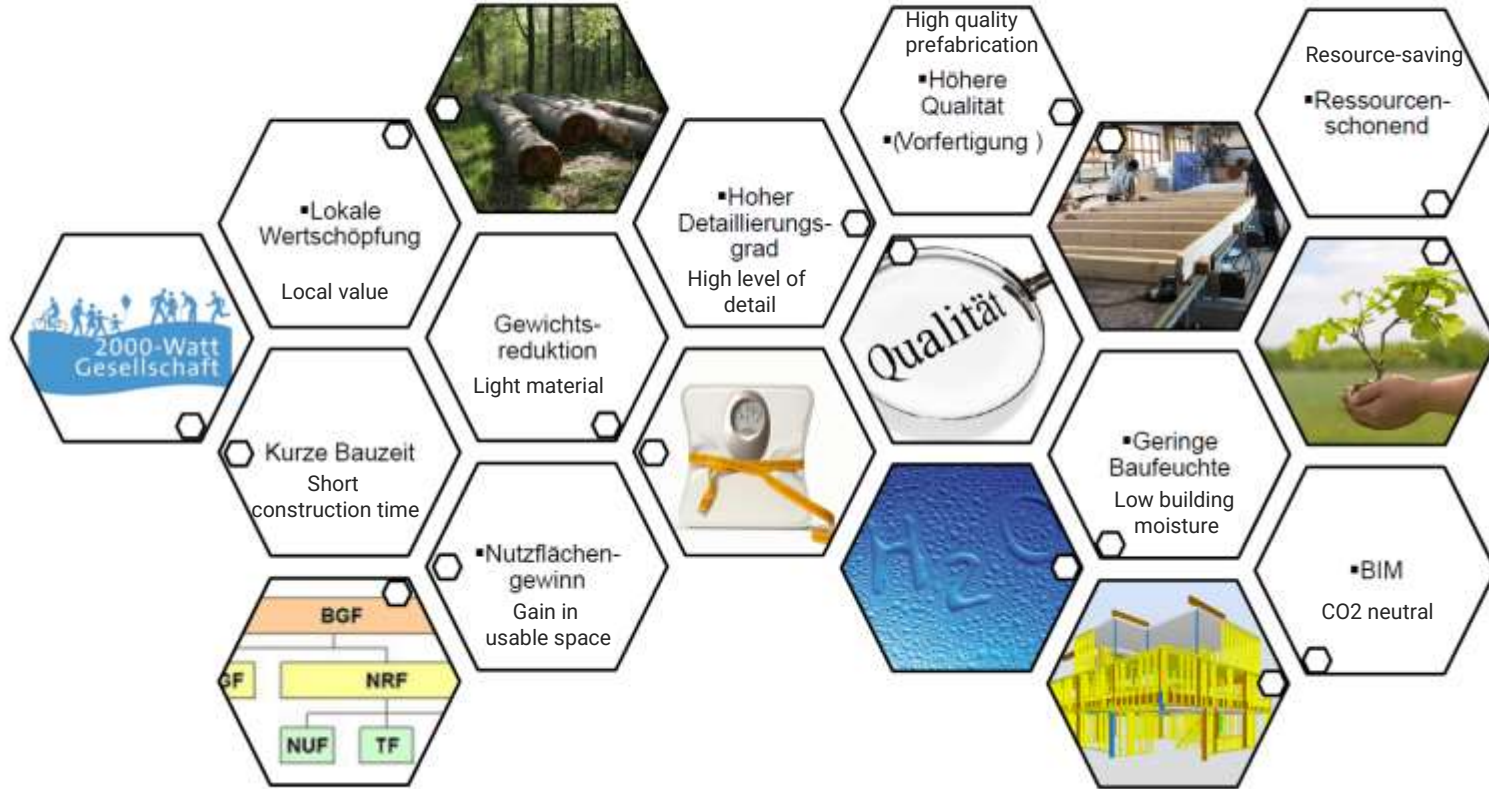 High quality
prefabrication
▪Höhere
Qualität
▪(Vorfertigung )
Resource-saving
▪Ressourcen-
schonend
▪Lokale
Wertschöpfung
Local value
▪Hoher
Detaillierungs-
grad
High level of
detail
2000-Watt
Gesellschaft
Gewichts-
reduktion
Light material
Qualität
Kurze Bauzeit
Short
construction time
▪Geringe
Baufeuchte
Low building
moisture
▪Nutzflächen-
gewinn
Gain in
usable space
H2O
▪BIM
CO2 neutral
BGF
GF
NRF
NUF
TF